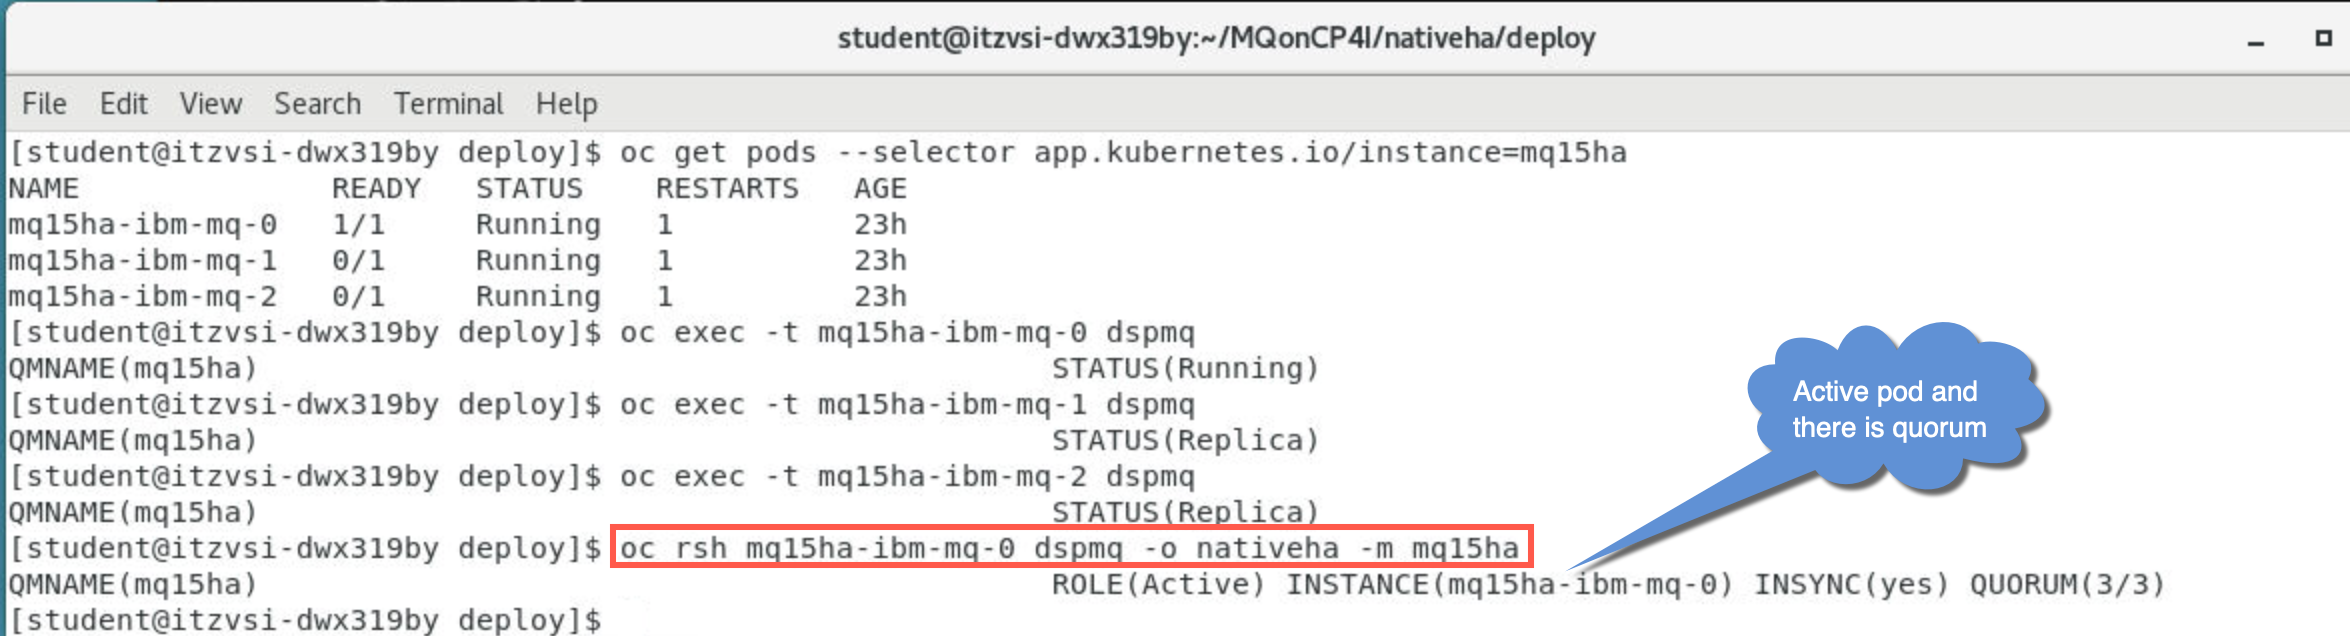 student@itzvsi-dwx319by:~/MQonCP4I/nativeha/deploy
File Edit View Search Terminal Help
[student@itzvsi-dwx319by deploy]$ oc get pods --selector app.kubernetes.io/instance=mq15ha
NAME READY STATUS RESTARTS AGE
mq15ha-ibm-mq-0 1/1 Running 1 23h
mq15ha-ibm-mq-1 0/1 Running 1 23h
mq15ha-ibm-mq-2 0/1 Running 1 23h
[student@itzvsi-dwx319by deploy]$ oc exec -t mq15ha-ibm-mq-0 dspmq
QMNAME(mq15ha) STATUS(Running)
[student@itzvsi-dwx319by deploy]$ oc exec -t mq15ha-ibm-mq-1 dspmq
QMNAME(mq15ha) STATUS(Replica)
[student@itzvsi-dwx319by deploy]$ oc exec -t mq15ha-ibm-mq-2 dspmq
QMNAME(mq15ha) STATUS(Replica)
[student@itzvsi-dwx319by deploy]$ oc rsh mq15ha-ibm-mq-0 dspmq -o nativeha -m mq15ha
QMNAME(mq15ha) ROLE(Active) INSTANCE(mq15ha-ibm-mq-0) INSYNC(yes) QUORUM(3/3)
[student@itzvsi-dwx319by deploy]$
Active pod and
there is quorum